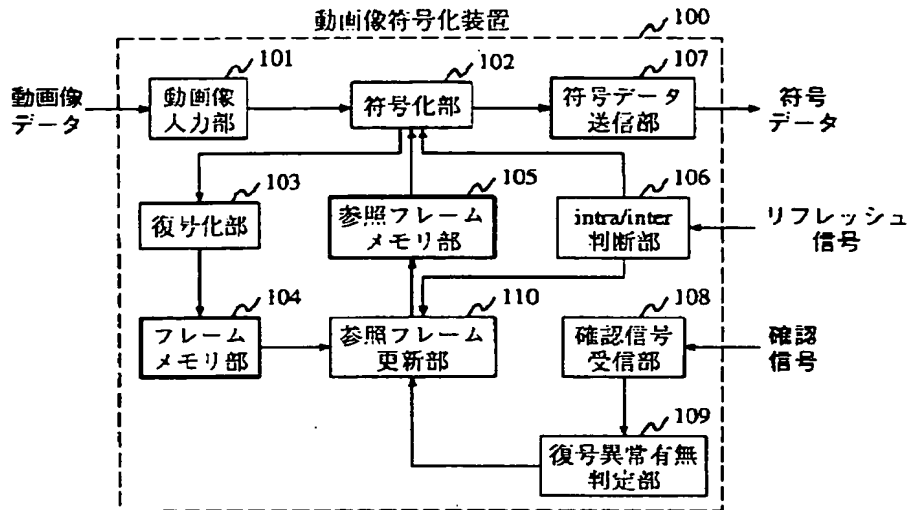 動画像符号化装置
100
101
102
107
動画像
データ
動画像
入力部
符号化部
符号データ
送信部
符号
データ
103
105
106
復号化部
参照フレーム
メモリ部
intra/inter
判断部
リフレッシュ
信号
104
110
108
フレーム
メモリ部
参照フレーム
更新部
確認信号
受信部
確認
信号
109
復号異常有無
判定部